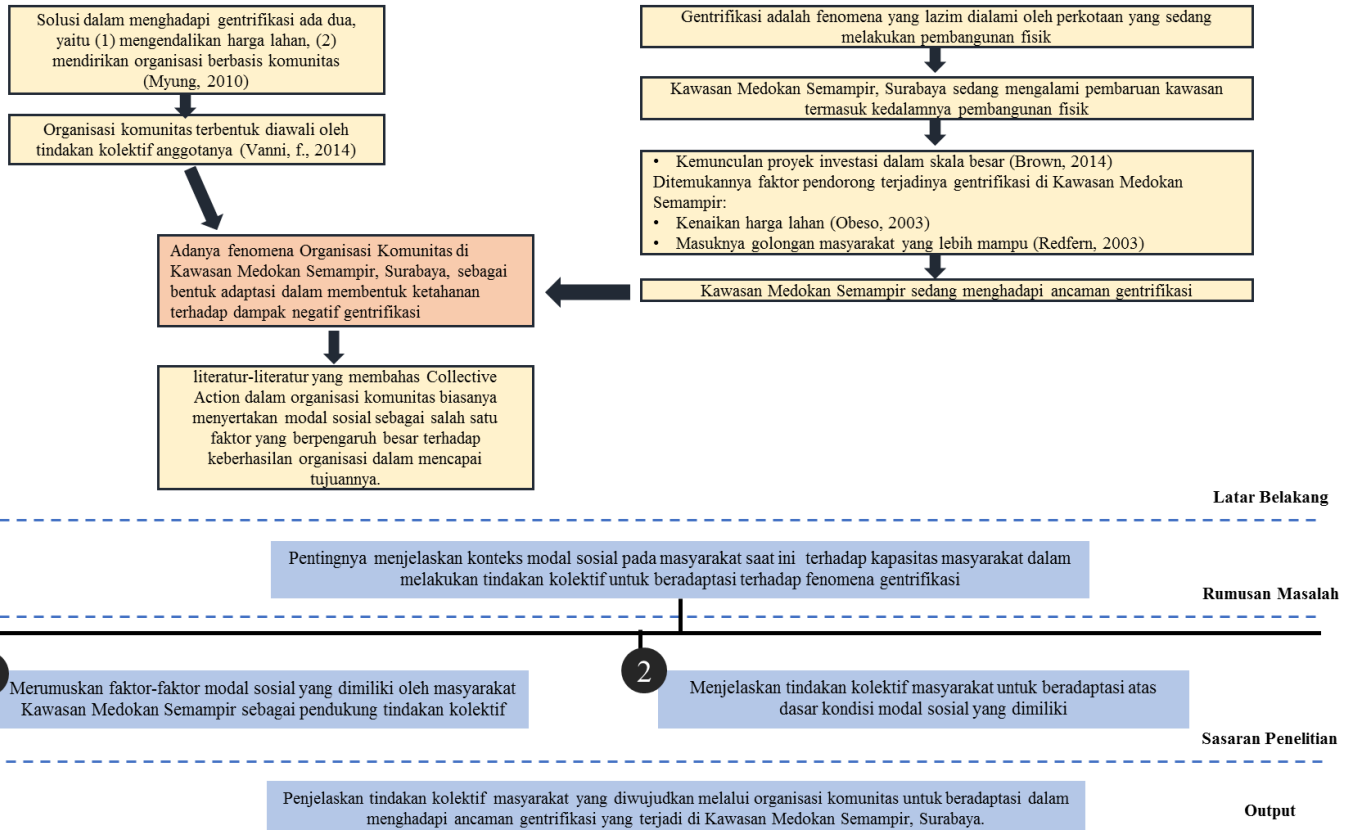 Solusi dalam menghadapi gentrifikasi ada dua,
yaitu (1) mengendalikan harga lahan, (2)
mendirikan organisasi berbasis komunitas
(Myung, 2010)
Organisasi komunitas terbentuk diawali oleh
tindakan kolektif anggotanya (Vanni, f., 2014)
Gentrifikasi adalah fenomena yang lazim dialami oleh perkotaan yang sedang
melakukan pembangunan fisik
Kawasan Medokan Semampir, Surabaya sedang mengalami pembaruan kawasan
termasuk kedalamnya pembangunan fisik
• Kemunculan proyek investasi dalam skala besar (Brown, 2014)
Ditemukannya faktor pendorong terjadinya gentrifikasi di Kawasan Medokan
Semampir:
• Kenaikan harga lahan (Obeso, 2003)
• Masuknya golongan masyarakat yang lebih mampu (Redfern, 2003)
Kawasan Medokan Semampir sedang menghadapi ancaman gentrifikasi
Adanya fenomena Organisasi Komunitas di
Kawasan Medokan Semampir, Surabaya, sebagai
bentuk adaptasi dalam membentuk ketahanan
terhadap dampak negatif gentrifikasi
literatur-literatur yang membahas Collective
Action dalam organisasi komunitas biasanya
menyertakan modal sosial sebagai salah satu
faktor yang berpengaruh besar terhadap
keberhasilan organisasi dalam mencapai
tujuannya.
Latar Belakang
Pentingnya menjelaskan konteks modal sosial pada masyarakat saat ini terhadap kapasitas masyarakat dalam
melakukan tindakan kolektif untuk beradaptasi terhadap fenomena gentrifikasi
Rumusan Masalah
Merumuskan faktor-faktor modal sosial yang dimiliki oleh masyarakat
Kawasan Medokan Semampir sebagai pendukung tindakan kolektif
2
Menjelaskan tindakan kolektif masyarakat untuk beradaptasi atas
dasar kondisi modal sosial yang dimiliki
Sasaran Penelitian
Penjelaskan tindakan kolektif masyarakat yang diwujudkan melalui organisasi komunitas untuk beradaptasi dalam
menghadapi ancaman gentrifikasi yang terjadi di Kawasan Medokan Semampir, Surabaya.
Output